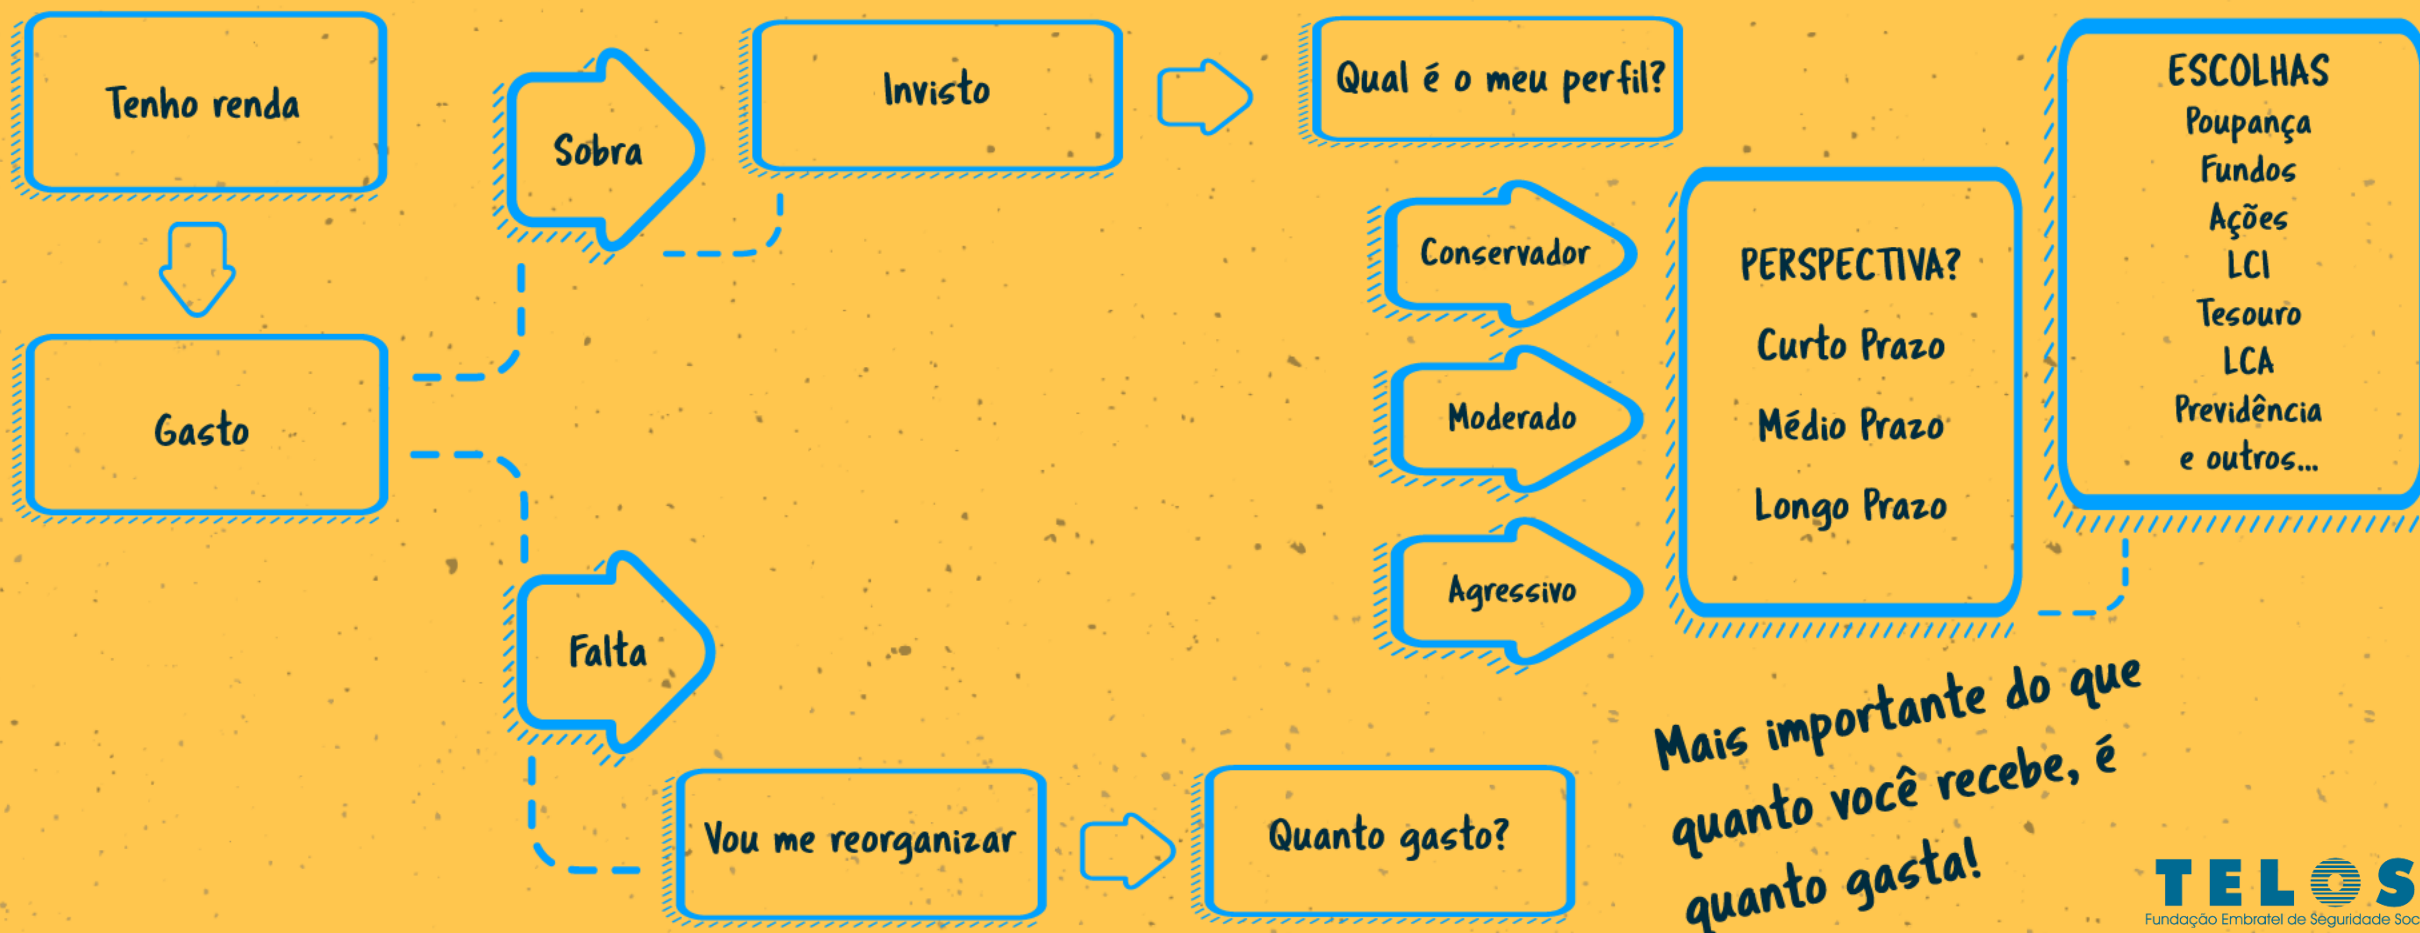 Tenho renda
Gasto
Sobra
Invisto
Qual é o meu perfil?
Conservador
Moderado
Agressivo
PERSPECTIVA?
Curto Prazo
Médio Prazo
Longo Prazo
ESCOLHAS
Poupança
Fundos
Ações
LCI
Tesouro
LCA
Previdência
e outros...
Falta
Vou me reorganizar
Quanto gasto?
Mais importante do que
quanto você recebe, é
quanto gasta!
TELOS
Fundação Embratel de Seguridade Soc